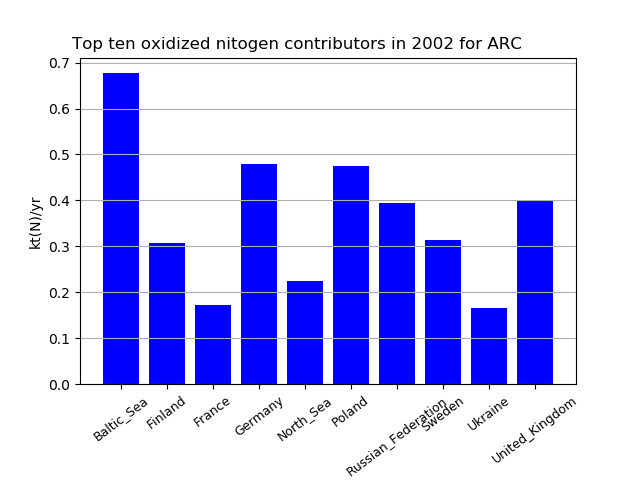 Top ten oxidized nitogen contributors in 2002 for ARC
kt(N)/yr
0.7
0.6
0.5
0.4
0.3
0.2
0.1
0.0
Baltic_Sea
Finland
France
Germany
North_Sea
Poland
Russian_Federation
Sweden
Ukraine
United_Kingdom